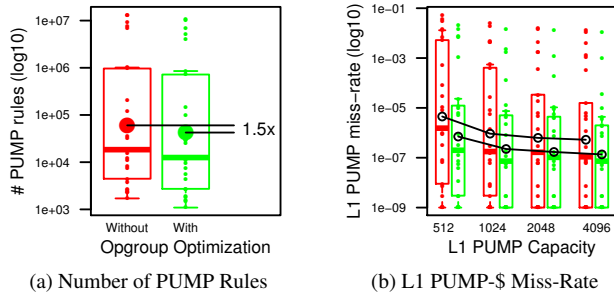 # PUMP rules (log10)
1e+07
1e+06
1e+05
1e+04
1e+03
1.5x
Without With
Opgroup Optimization
(a) Number of PUMP Rules
L1 PUMP miss-rate (log10)
1e-01
1e-03
1e-05
1e-07
1e-09
512 1024 2048 4096
L1 PUMP Capacity
(b) L1 PUMP-$ Miss-Rate